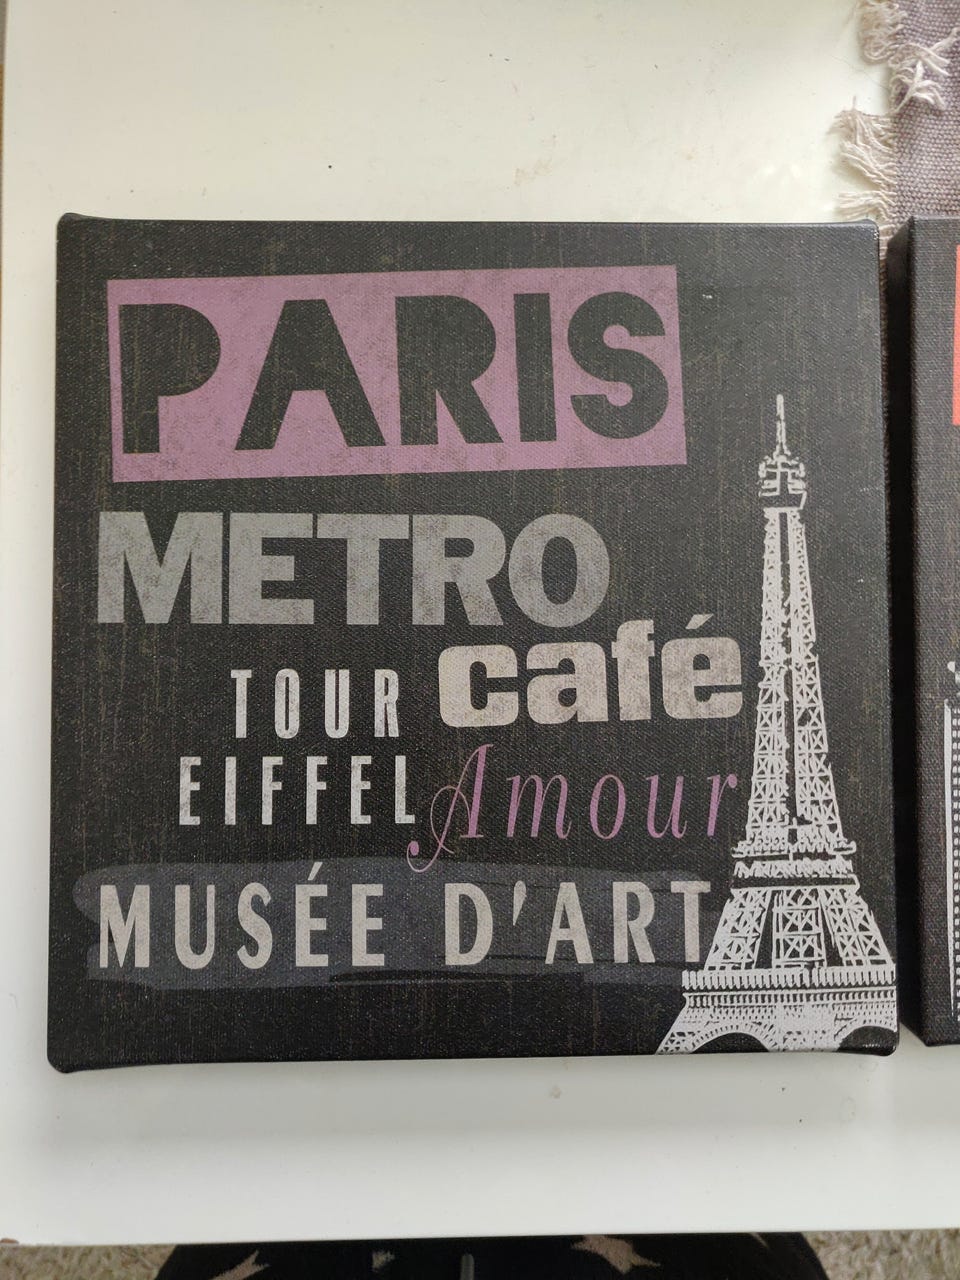 PARIS
METRO
café
TOUR
EIFFEL
Amour
MUSÉE D'ART